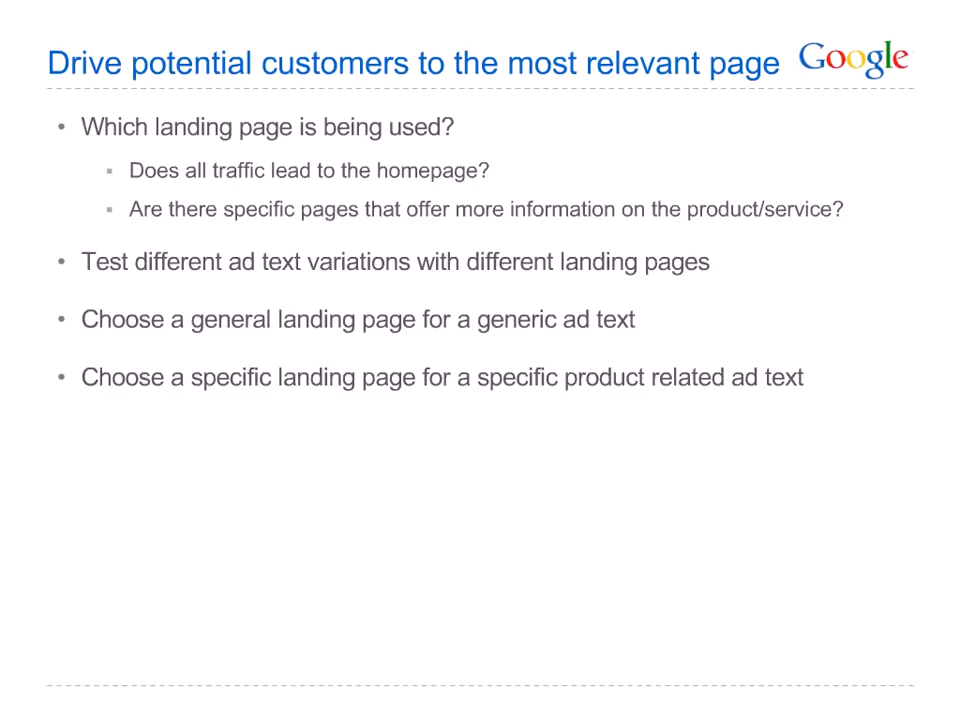 Drive potential customers to the most relevant page
Google
• Which landing page is being used?
▪ Does all traffic lead to the homepage?
▪ Are there specific pages that offer more information on the product/service?
• Test different ad text variations with different landing pages
• Choose a general landing page for a generic ad text
• Choose a specific landing page for a specific product related ad text